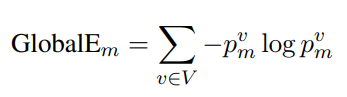 GlobalE_m = \sum_{v \in V} -p_m^v \log p_m^v